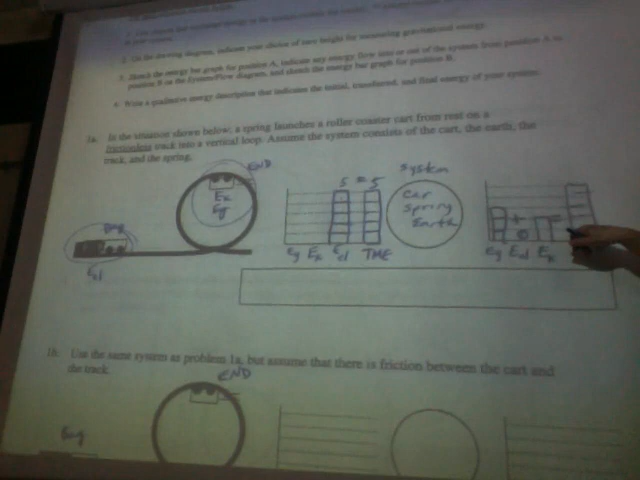 2. On the drawing diagram, indicate your choice of zero height for measuring gravitational energy.
3. Sketch the energy bar graph for position A, indicate any energy flow into or out of the system from position A to
position B on the System/Flow diagram, and sketch the energy bar graph for position B.
4. Write a qualitative energy description that indicates the initial, transferred, and final energy of your system
1a. In the situation shown below, a spring launches a roller coaster cart from rest on a
frictionless track into a vertical loop. Assume the system consists of the cart, the earth, the
track, and the spring.
END
Ek
Eg
Eel
5 = 5
Eg Ek Eel TME
System
Car
Spring
Earth
+ 0 =
Eg Eel Ek
1b. Use the same system as problem 1a, but assume that there is friction between the cart and
the track.
END